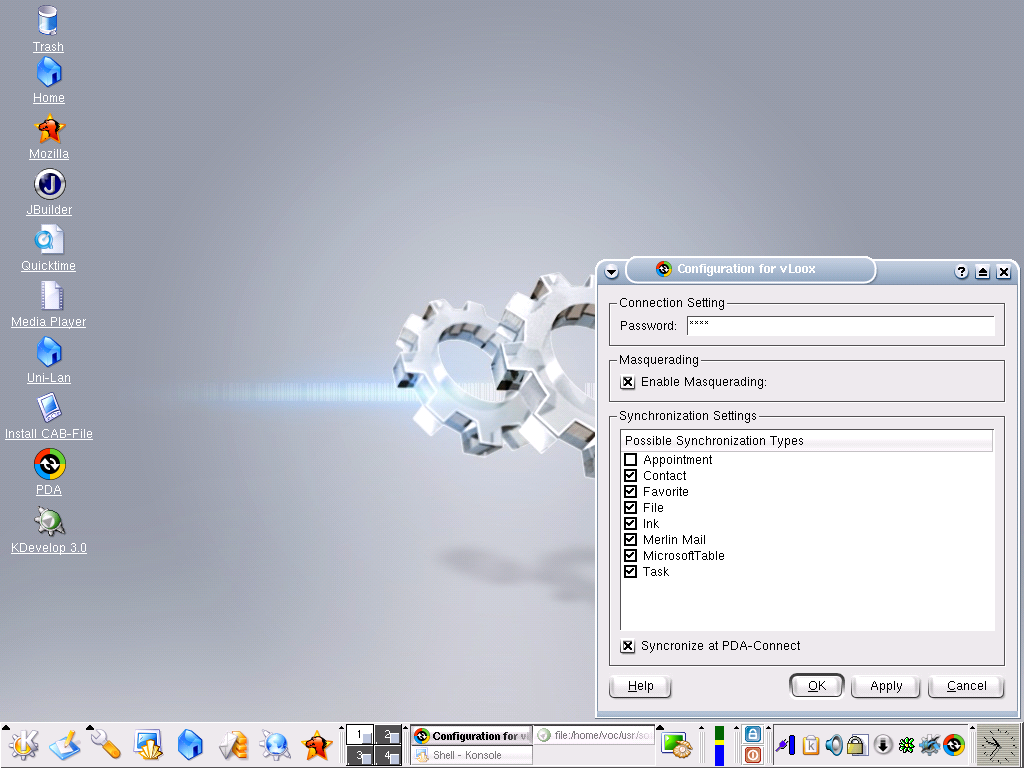 Trash
Home
Mozilla
JBuilder
Quicktime
Media Player
Uni-Lan
Install CAB-File
PDA
KDevelop 3.0
Configuration for vLoox
Connection Setting
Password: ****
Masquerading
Enable Masquerading:
Synchronization Settings
Possible Synchronization Types
Appointment
Contact
Favorite
File
Ink
Merlin Mail
MicrosoftTable
Task
Syncronize at PDA-Connect
Help OK Apply Cancel
1 2
3 4
Configuration for vl
file:/home/voc/usr/so
Shell - Konsole